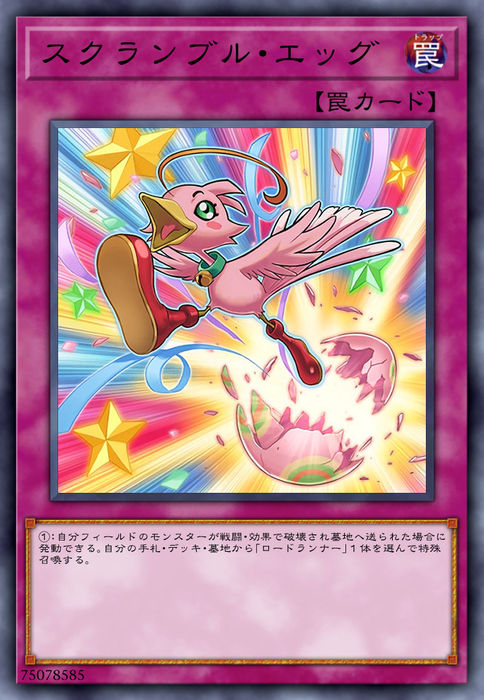 スクランブル・エッグ
トラップ
罠
【罠カード】
①:自分フィールドのモンスターが戦闘・効果で破壊され墓地へ送られた場合に
発動できる。自分の手札・デッキ・墓地から「ロードランナー」１体を選んで特殊
召喚する。
75078585